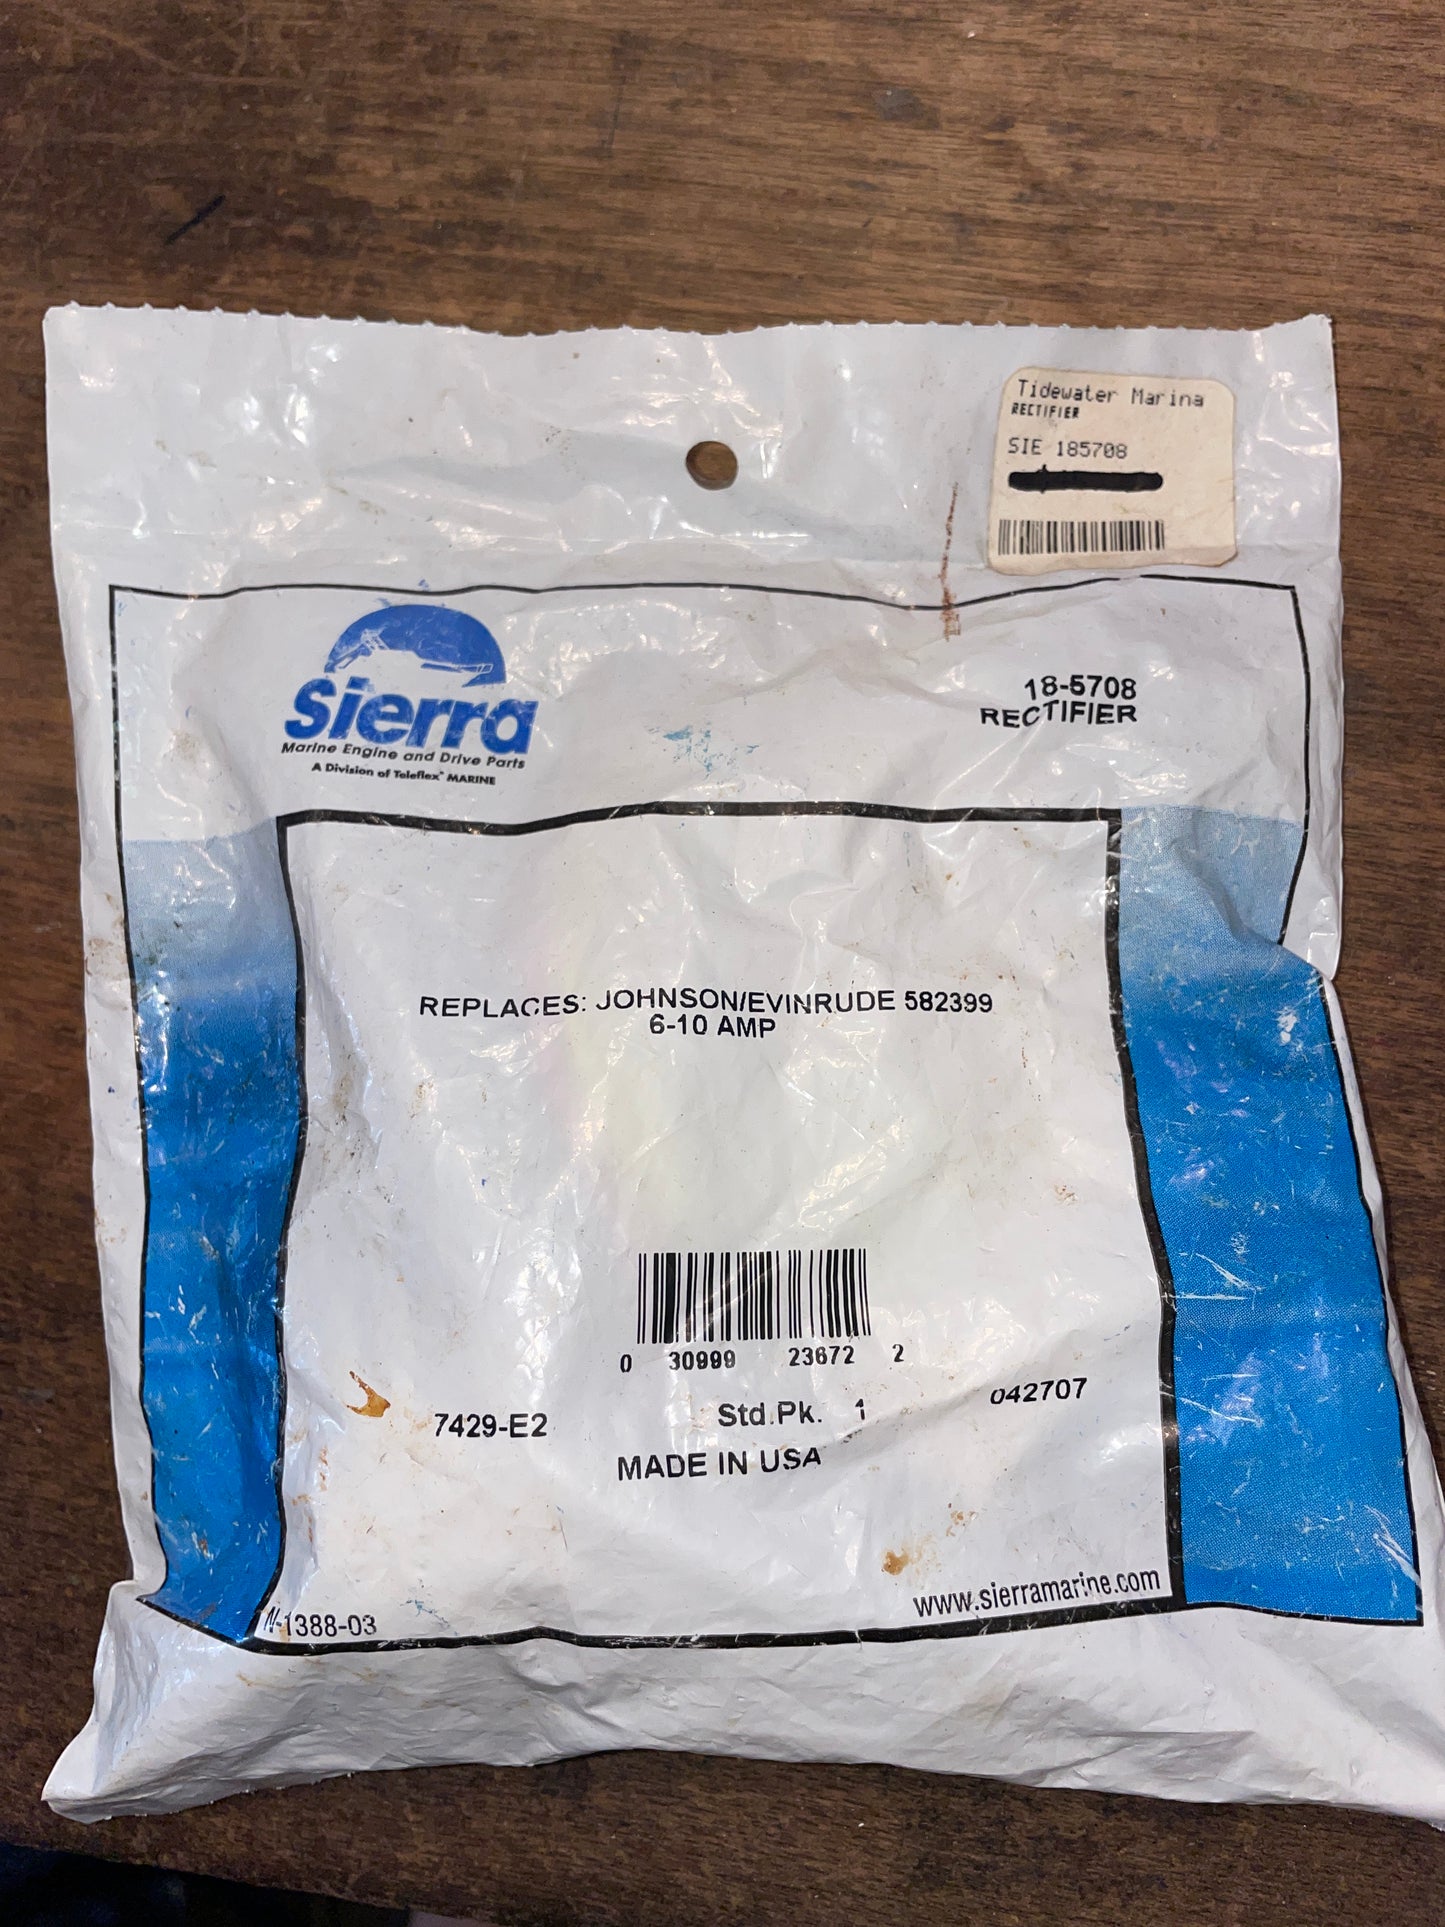 Tidewater Marina
RECTIFIER
SIE 185708
Sierra
Marine Engine and Drive Parts
A Division of Teleflex® MARINE
18-5708
RECTIFIER
REPLACES: JOHNSON/EVINRUDE 582399
6-10 AMP
0 30999 23672 2
7429-E2
Std.Pk. 1
042707
MADE IN USA
www.sierramarine.com
N-1388-03